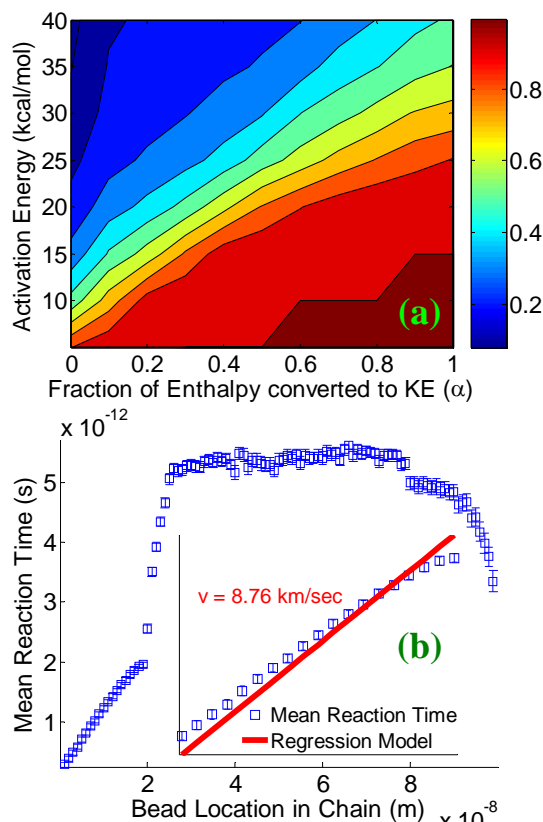 40
35
30
25
20
15
10
0 0.2 0.4 0.6 0.8 1
Activation Energy (kcal/mol)
Fraction of Enthalpy converted to KE (α)
(a)
0.8
0.6
0.4
0.2
x 10⁻¹²
5
4
3
2
1
Mean Reaction Time (s)
v = 8.76 km/sec
(b)
Mean Reaction Time
Regression Model
2 4 6 8
Bead Location in Chain (m)
x 10⁻⁸